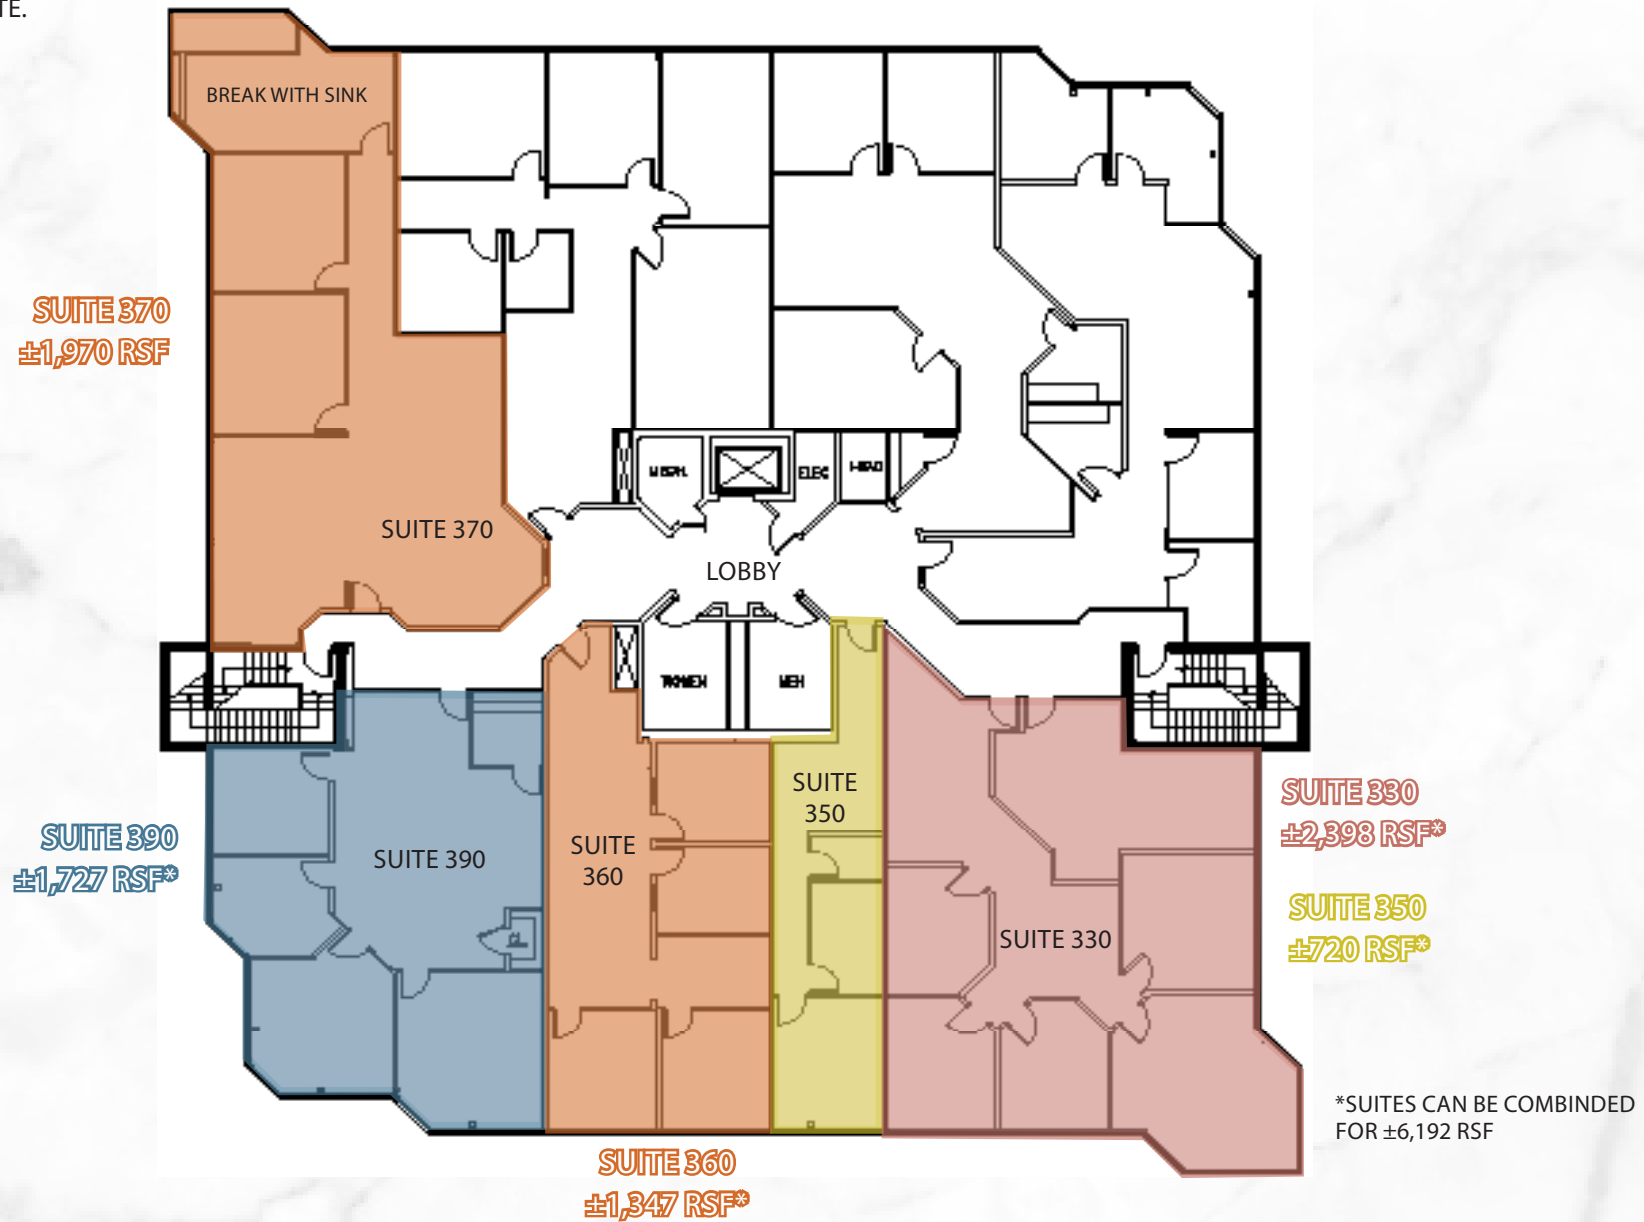 TE.
BREAK WITH SINK
SUITE 370
±1,970 RSF
ELEC
SUITE 370
LOBBY
WOMEN
MEN
SUITE
350
SUITE 330
±2,398 RSF*
SUITE 390
±1,727 RSF*
SUITE 390
SUITE
360
SUITE 350
±720 RSF*
SUITE 330
*SUITES CAN BE COMBINDED
FOR ±6,192 RSF
SUITE 360
±1,347 RSF*